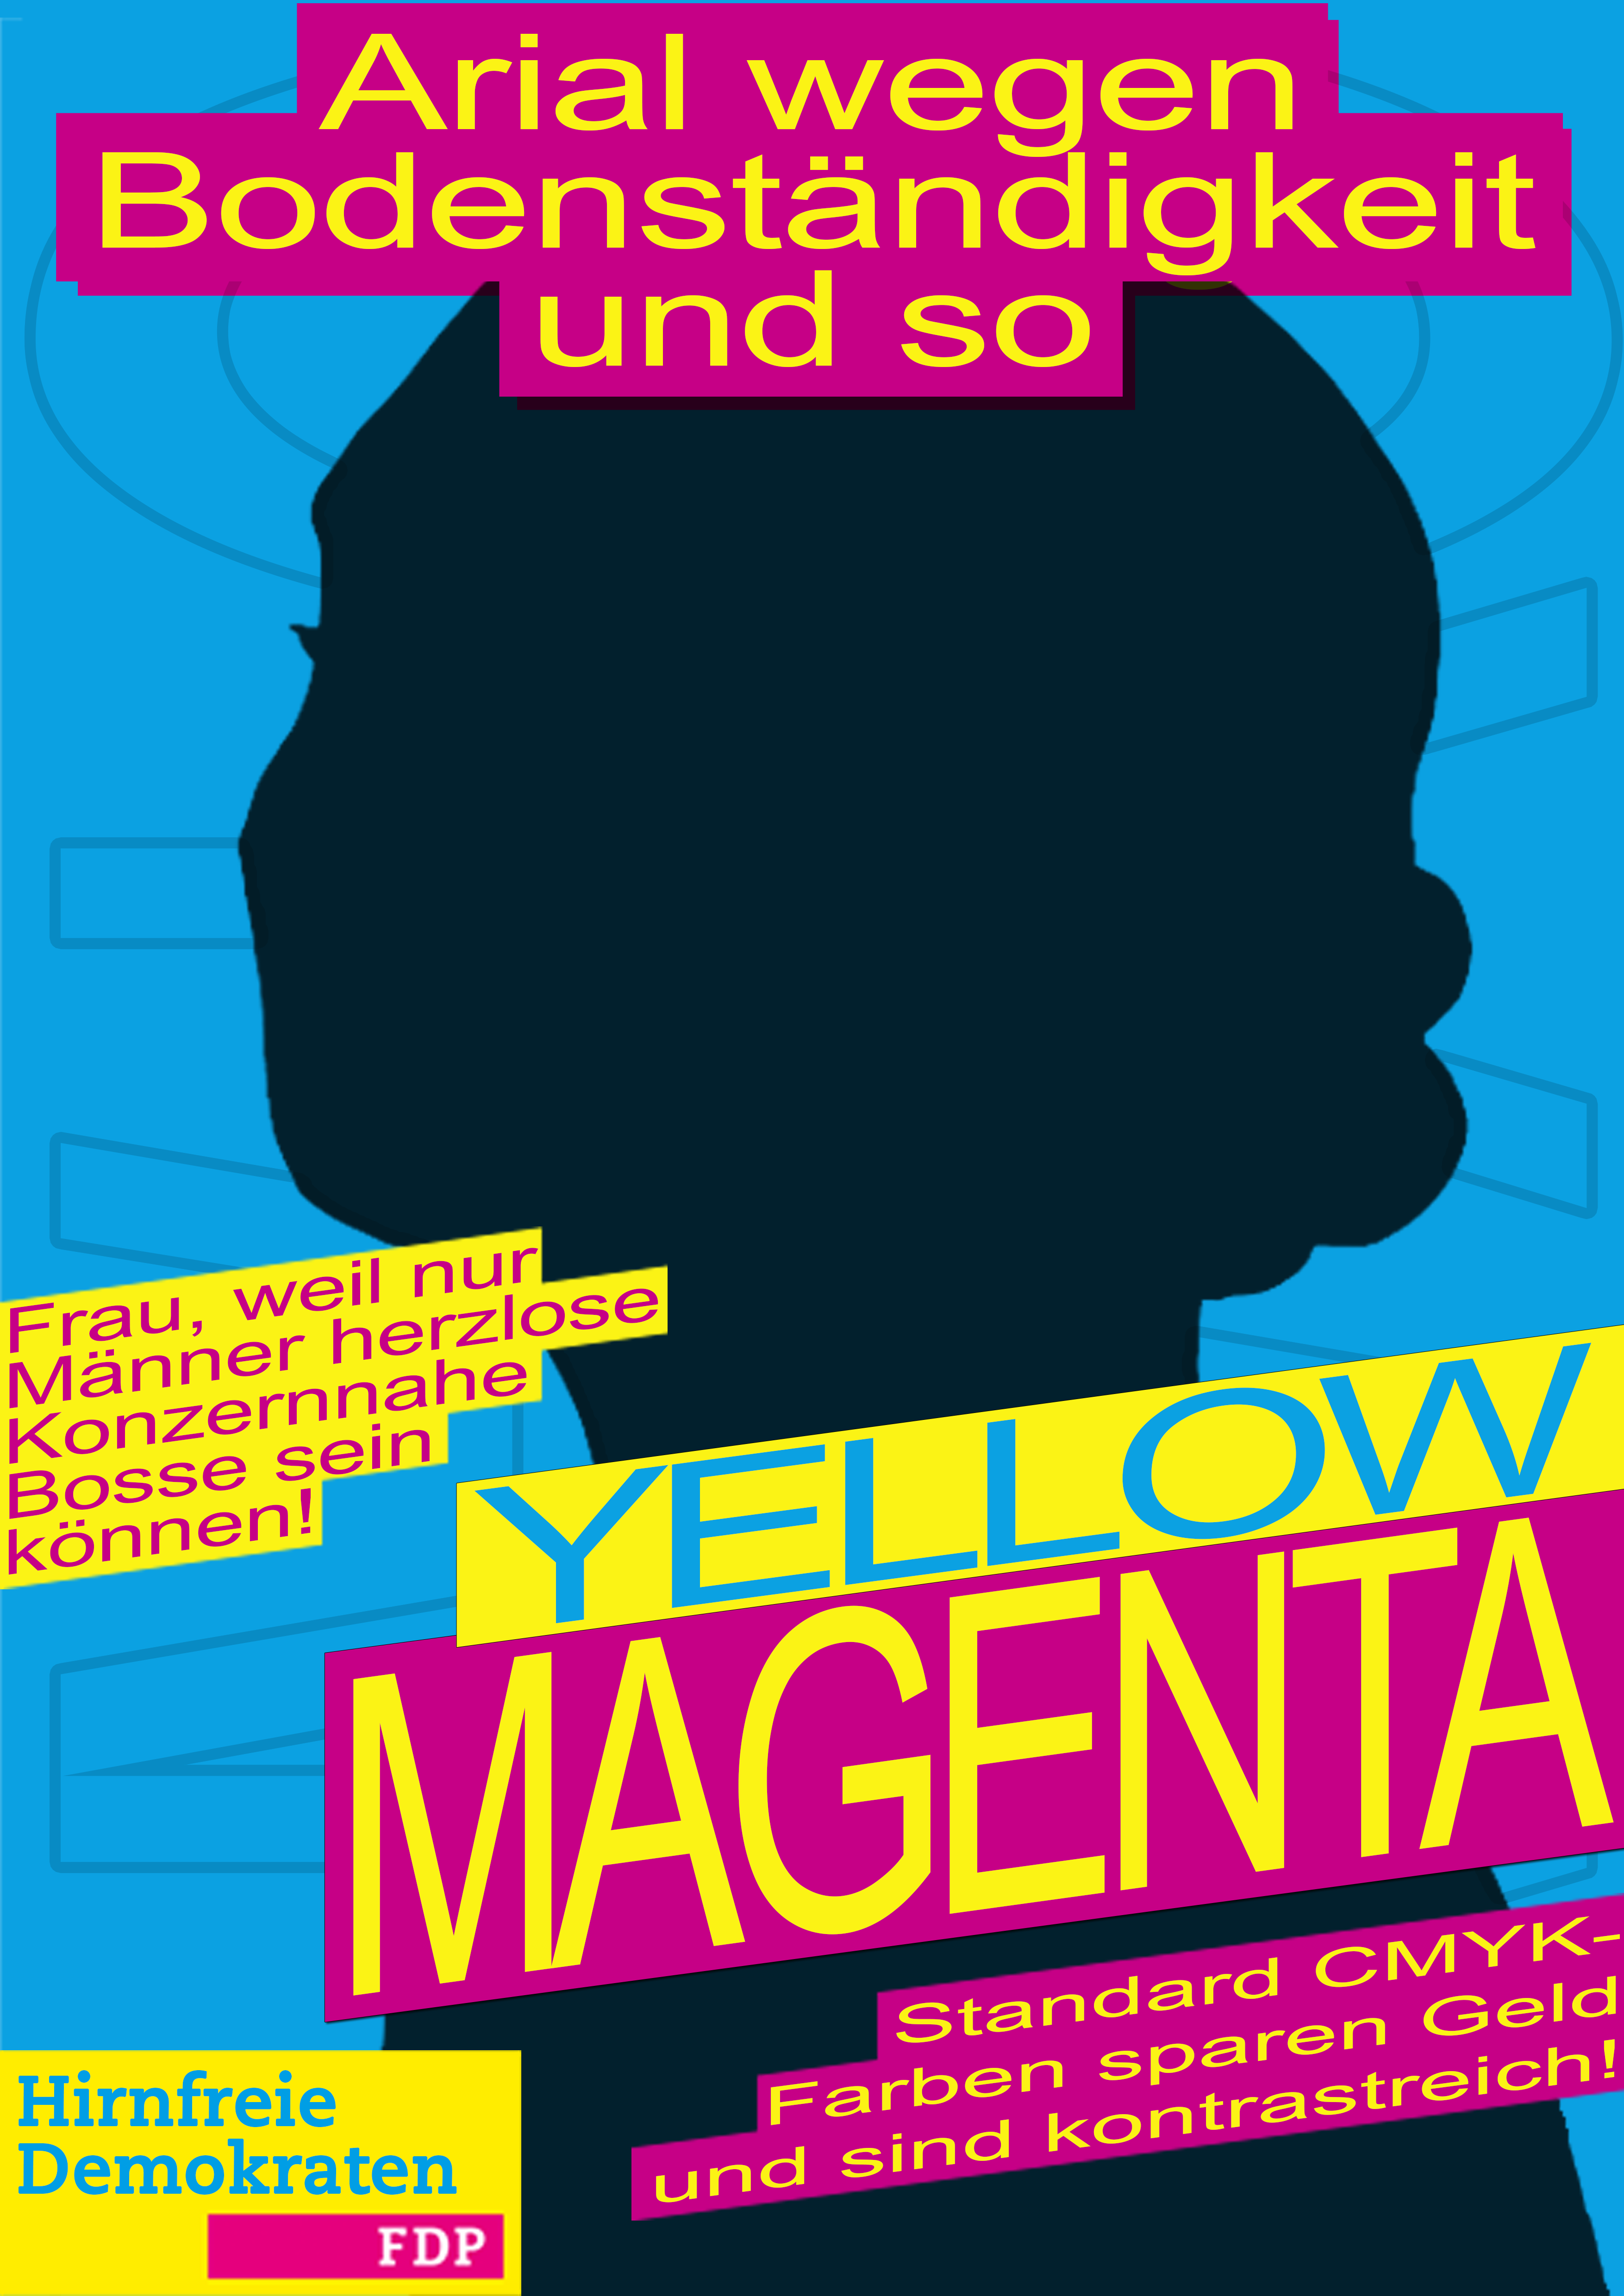 Arial wegen
Bodenständigkeit
und so
Frau, weil nur
Männer herzlose
Konzernnahe
Bosse sein
können!
YELLOW
MAGENTA
Standard CMYK-
Farben sparen Geld
und sind kontrastreich!
Hirnfreie
Demokraten
FDP